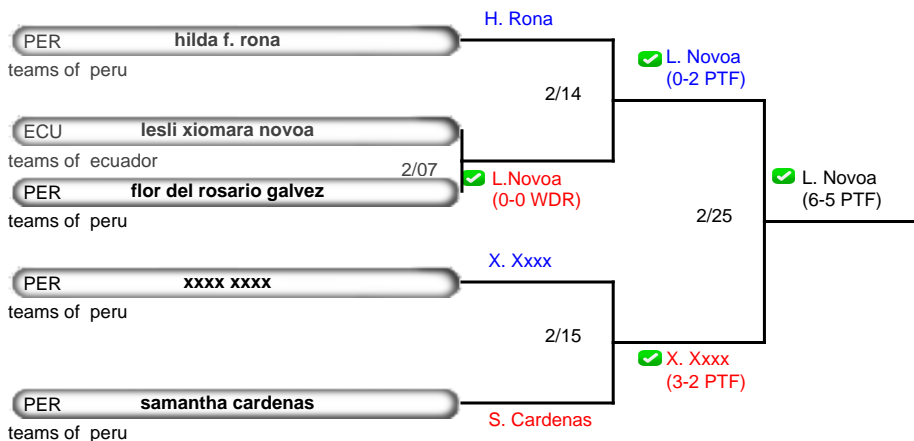 H. Rona
PER hilda f. rona
teams of peru
L. Novoa
(0-2 PTF)
2/14
ECU lesli xiomara novoa
teams of ecuador
2/07
L.Novoa
(0-0 WDR)
PER flor del rosario galvez
teams of peru
L. Novoa
(6-5 PTF)
2/25
X. Xxxx
PER xxxx xxxx
teams of peru
2/15
X. Xxxx
(3-2 PTF)
PER samantha cardenas
S. Cardenas
teams of peru